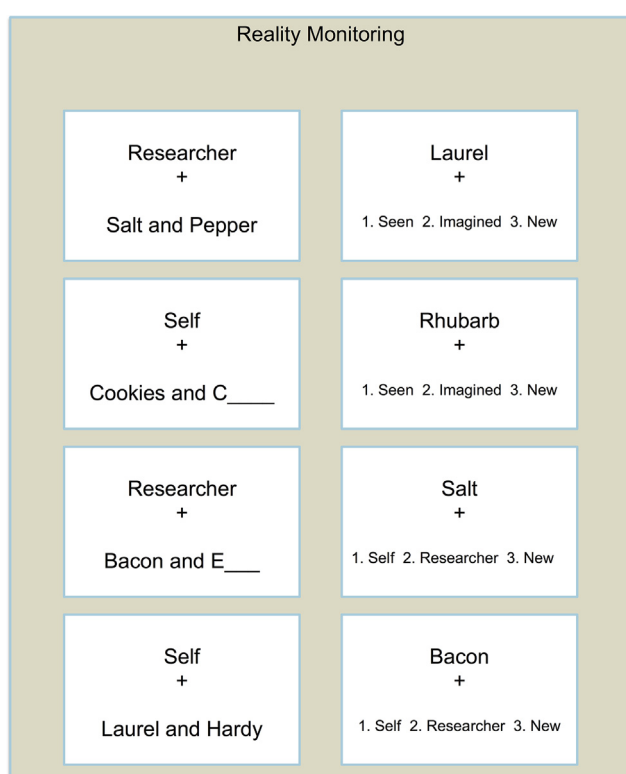 Reality Monitoring
Researcher
+
Salt and Pepper
Self
+
Cookies and C____
Researcher
+
Bacon and E___
Self
+
Laurel and Hardy
Laurel
+
1. Seen 2. Imagined 3. New
Rhubarb
+
1. Seen 2. Imagined 3. New
Salt
+
1. Self 2. Researcher 3. New
Bacon
+
1. Self 2. Researcher 3. New